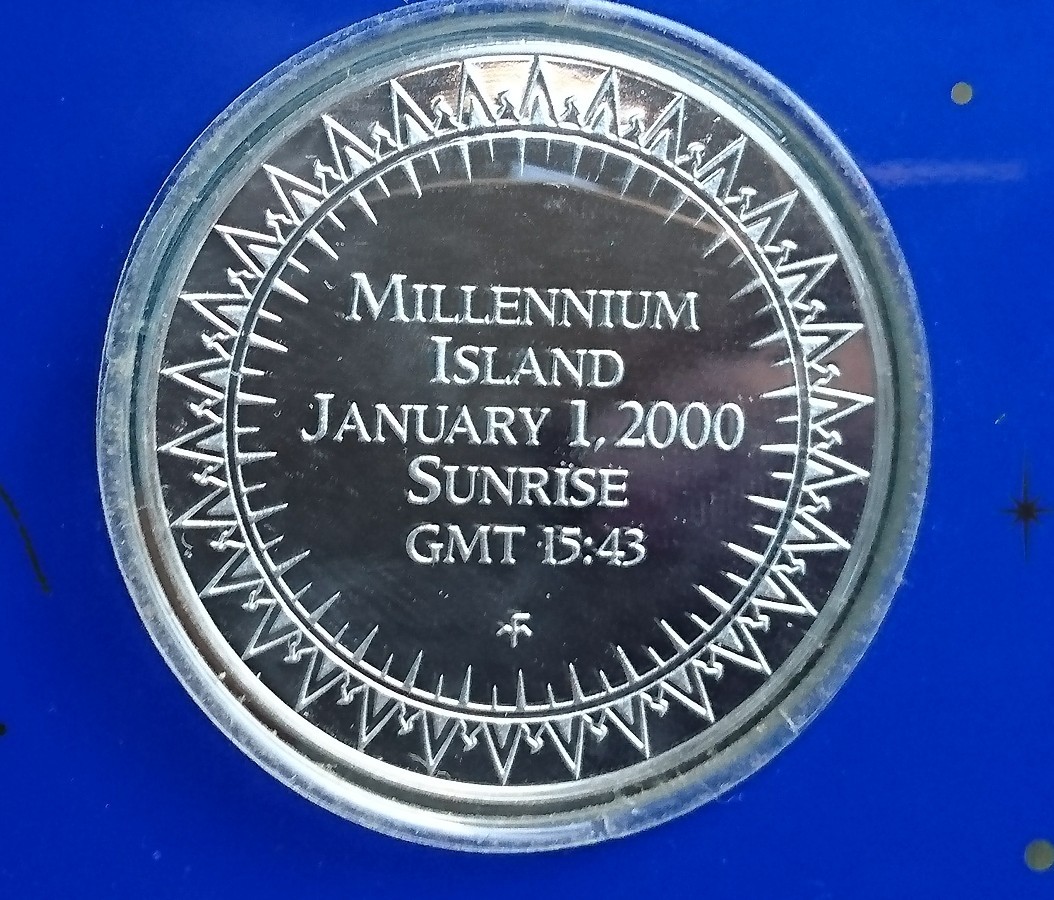 MILLENNIUM
ISLAND
JANUARY 1, 2000
SUNRISE
GMT 15:43